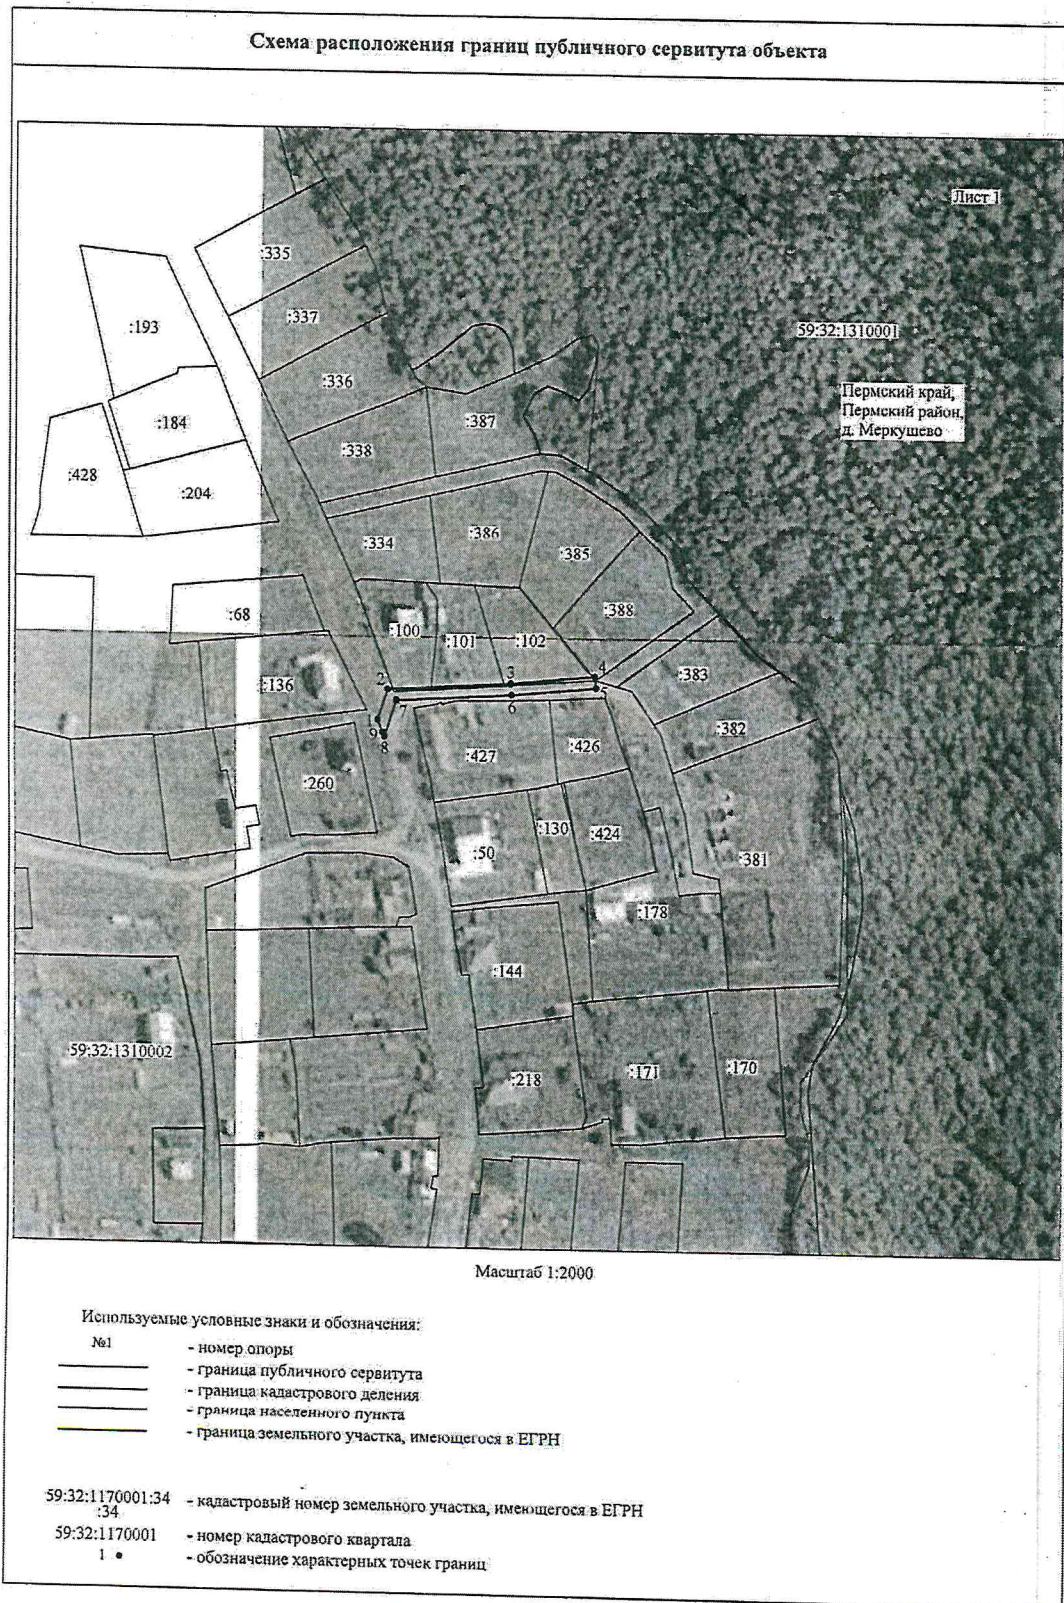 Схема расположения границ публичного сервитута объекта
Лист 1
:335
:193
:337
59:32:1310001
:336
Пермский край,
Пермский район,
д. Меркушево
:387
:184
:338
:428
:204
:386
:334
:385
:388
:68
:100
:101
:102
:136
2
3
4
:383
5
6
7
9
8
:382
:427
:426
:260
:130
:424
:50
:381
:178
:144
59:32:1310002
:218
:171
:170
Масштаб 1:2000
Используемые условные знаки и обозначения:
№1 - номер опоры
- граница публичного сервитута
- граница кадастрового деления
- граница населенного пункта
- граница земельного участка, имеющегося в ЕГРН
59:32:1170001:34 - кадастровый номер земельного участка, имеющегося в ЕГРН
:34
59:32:1170001 - номер кадастрового квартала
1 • - обозначение характерных точек границ